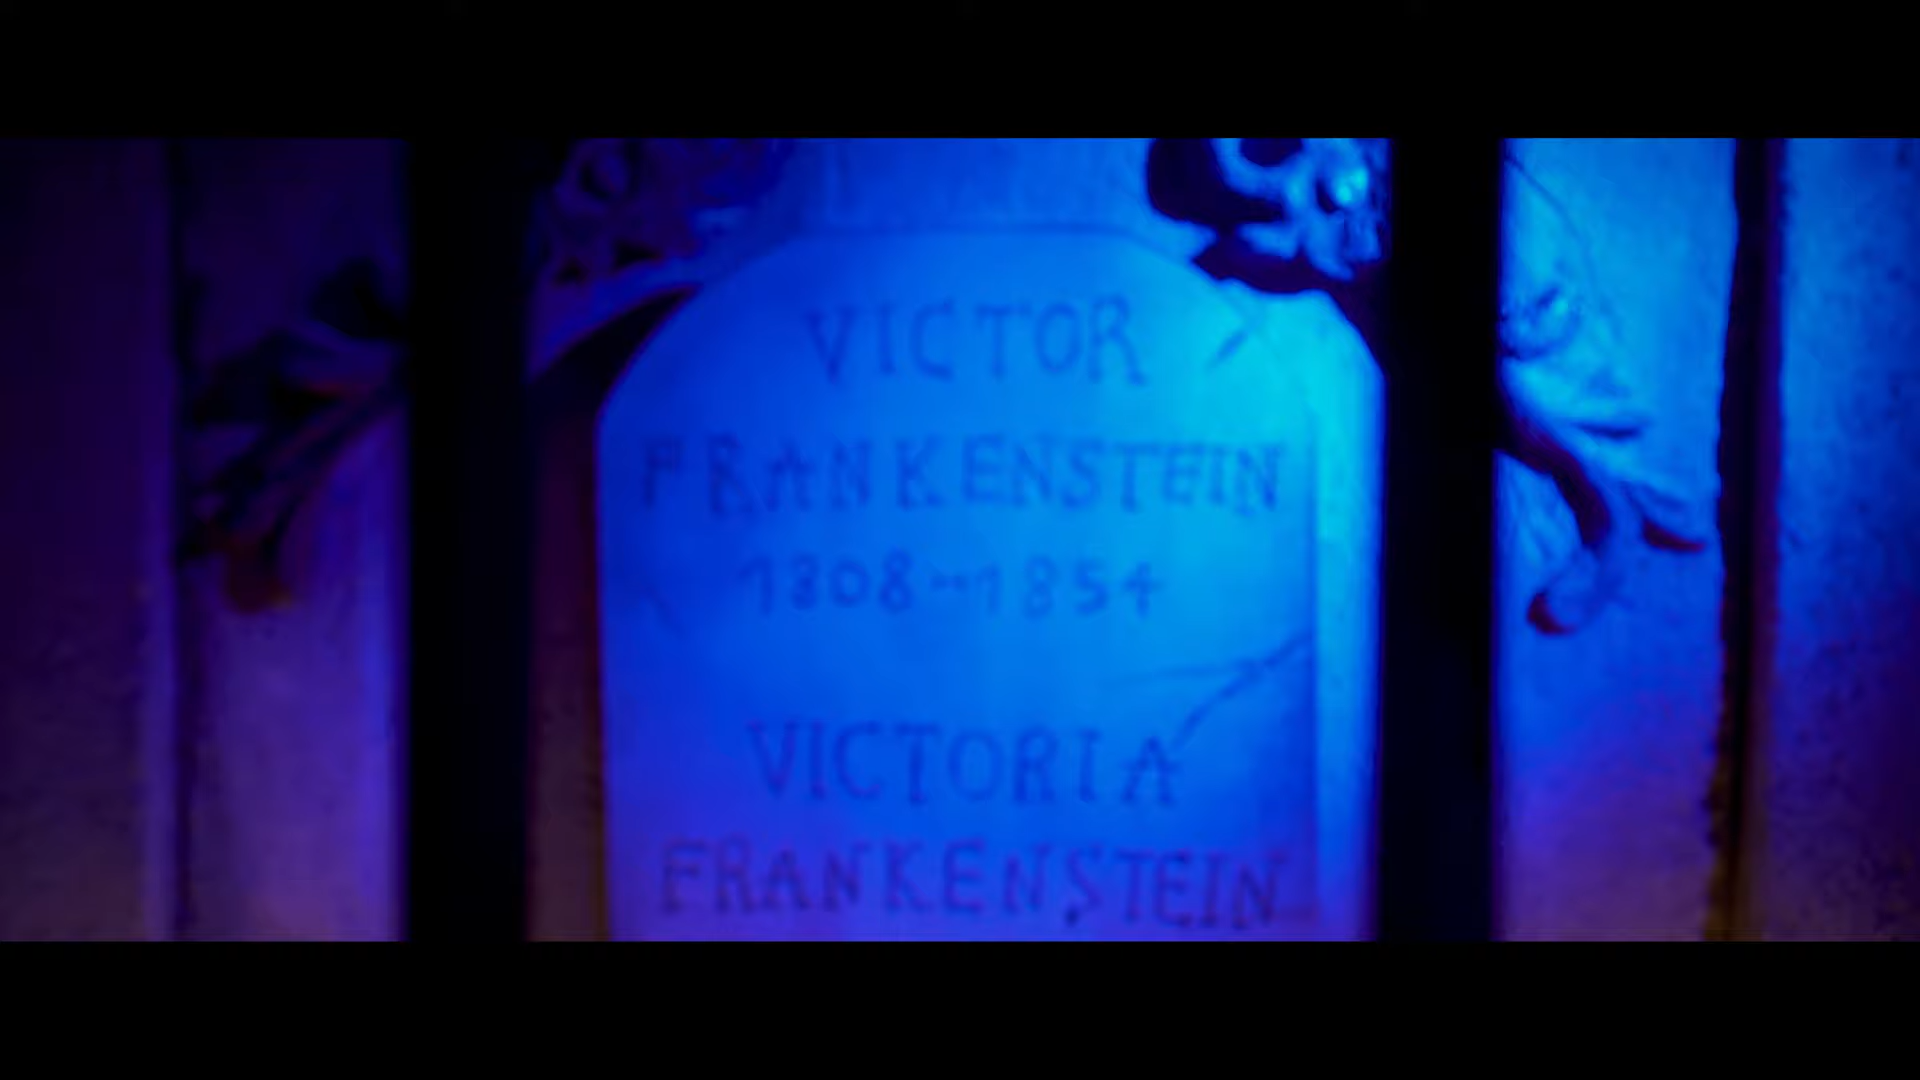 VICTOR
FRANKENSTEIN
1808--1854
VICTORIA
FRANKENSTEIN